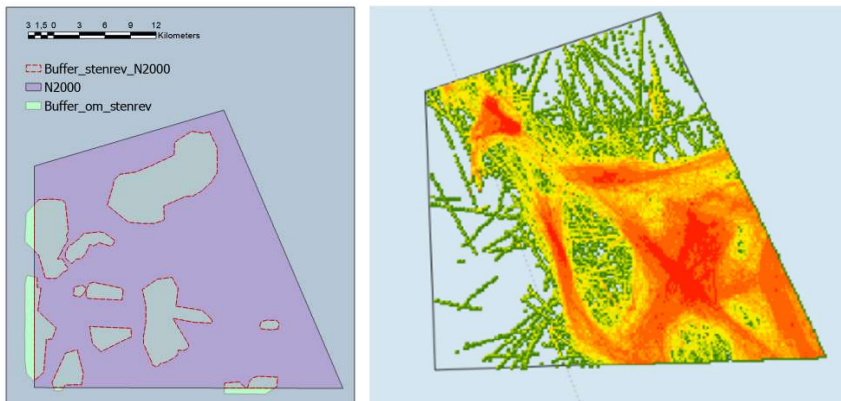 3 1,5 0 3 6 9 12
Kilometers
Buffer_stenrev_N2000
N2000
Buffer_om_stenrev